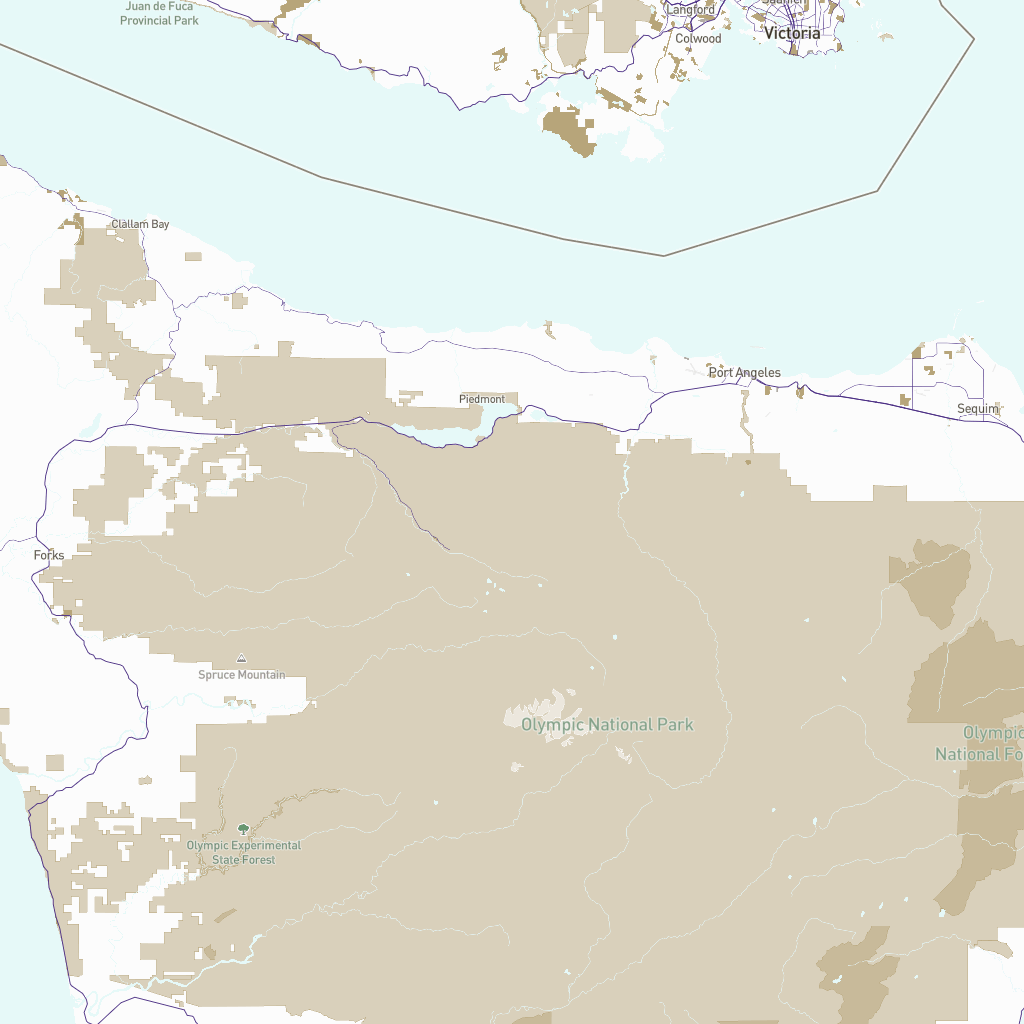 Juan de Fuca
Provincial Park
Langford
Colwood
Victoria
Clallam Bay
Port Angeles
Piedmont
Sequim
Forks
Spruce Mountain
Olympic National Park
Olympic
National Fo
Olympic Experimental
State Forest